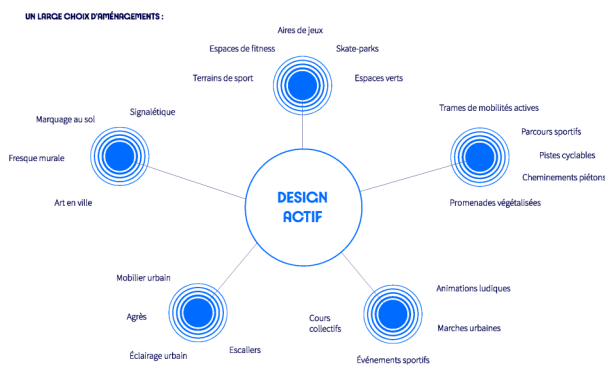 UN LARGE CHOIX D'AMÉNAGEMENTS :
Aires de jeux
Espaces de fitness
Skate-parks
Terrains de sport
Espaces verts
Signalétique
Marquage au sol
Fresque murale
Art en ville
Trames de mobilités actives
Parcours sportifs
Pistes cyclables
Cheminements piétons
Promenades végétalisées
DESIGN
ACTIF
Mobilier urbain
Agrès
Éclairage urbain
Escaliers
Animations ludiques
Cours
collectifs
Marches urbaines
Événements sportifs